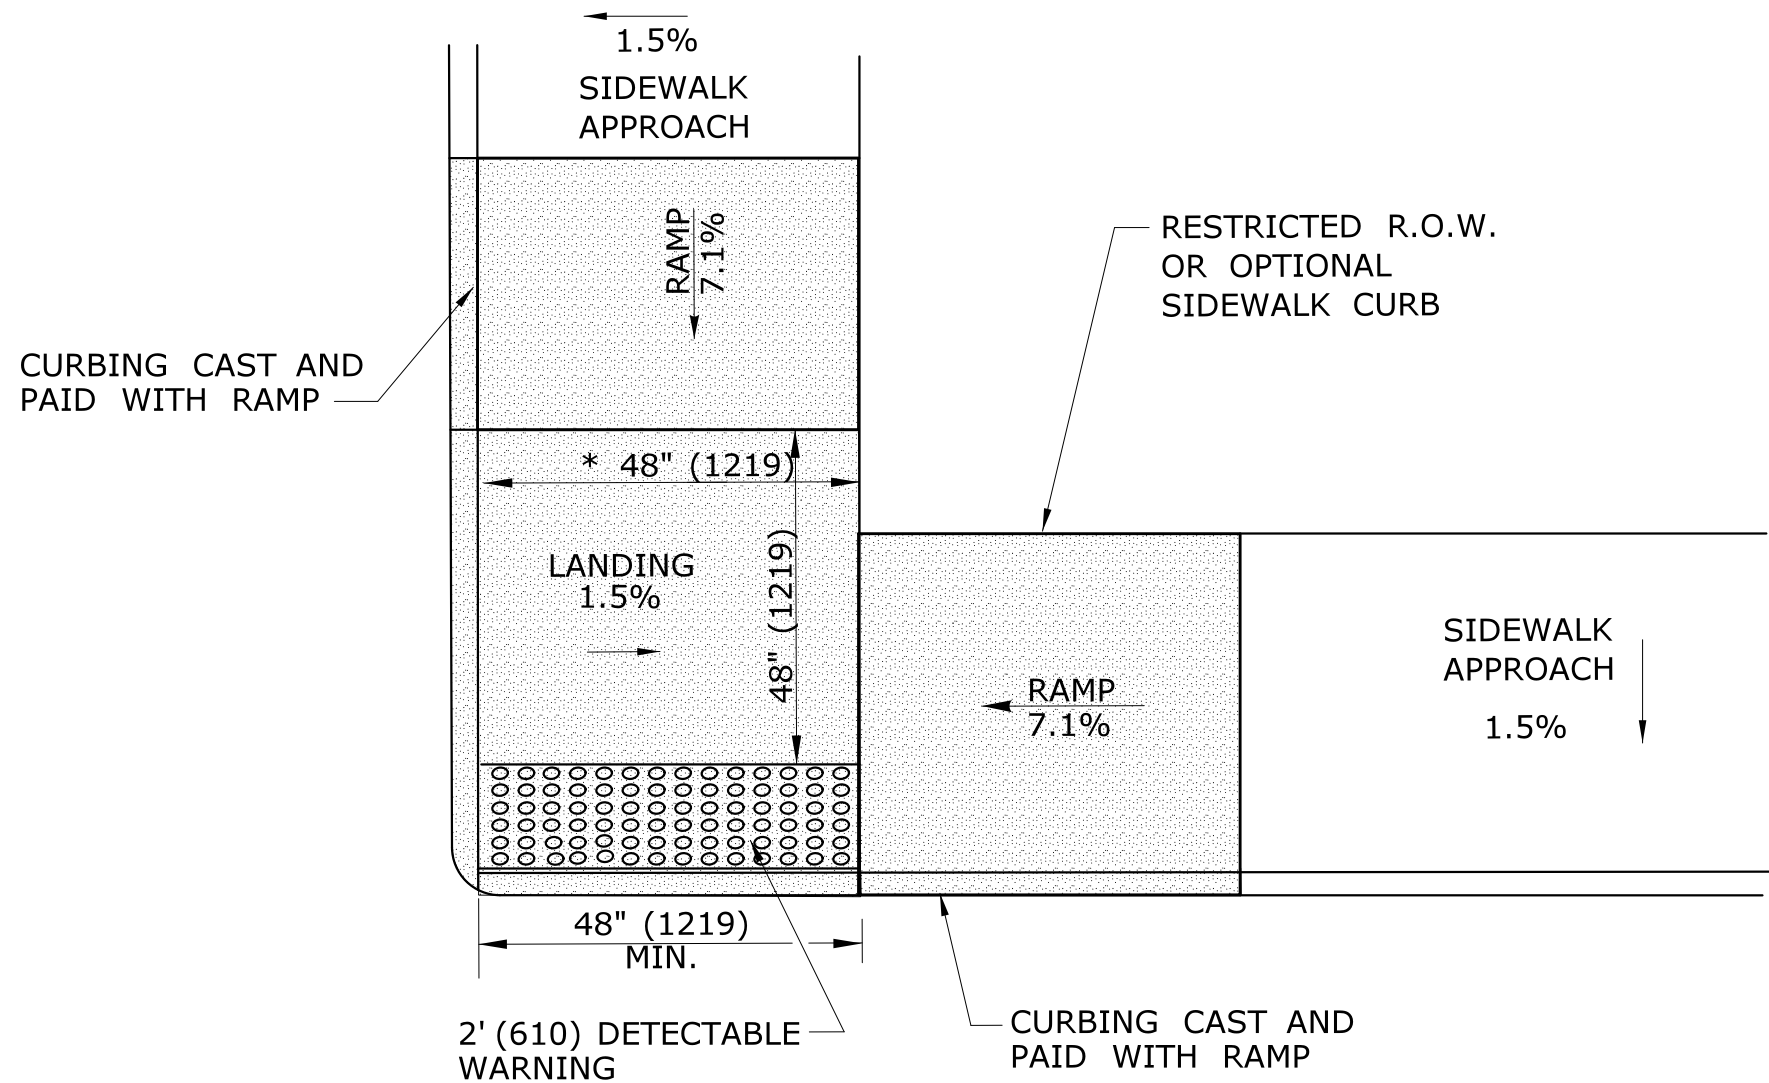 1.5%
SIDEWALK
APPROACH
RAMP
7.1%
RESTRICTED R.O.W.
OR OPTIONAL
SIDEWALK CURB
CURBING CAST AND
PAID WITH RAMP
* 48" (1219)
48" (1219)
LANDING
1.5%
SIDEWALK
APPROACH
1.5%
RAMP
7.1%
48" (1219)
MIN.
2' (610) DETECTABLE
WARNING
CURBING CAST AND
PAID WITH RAMP